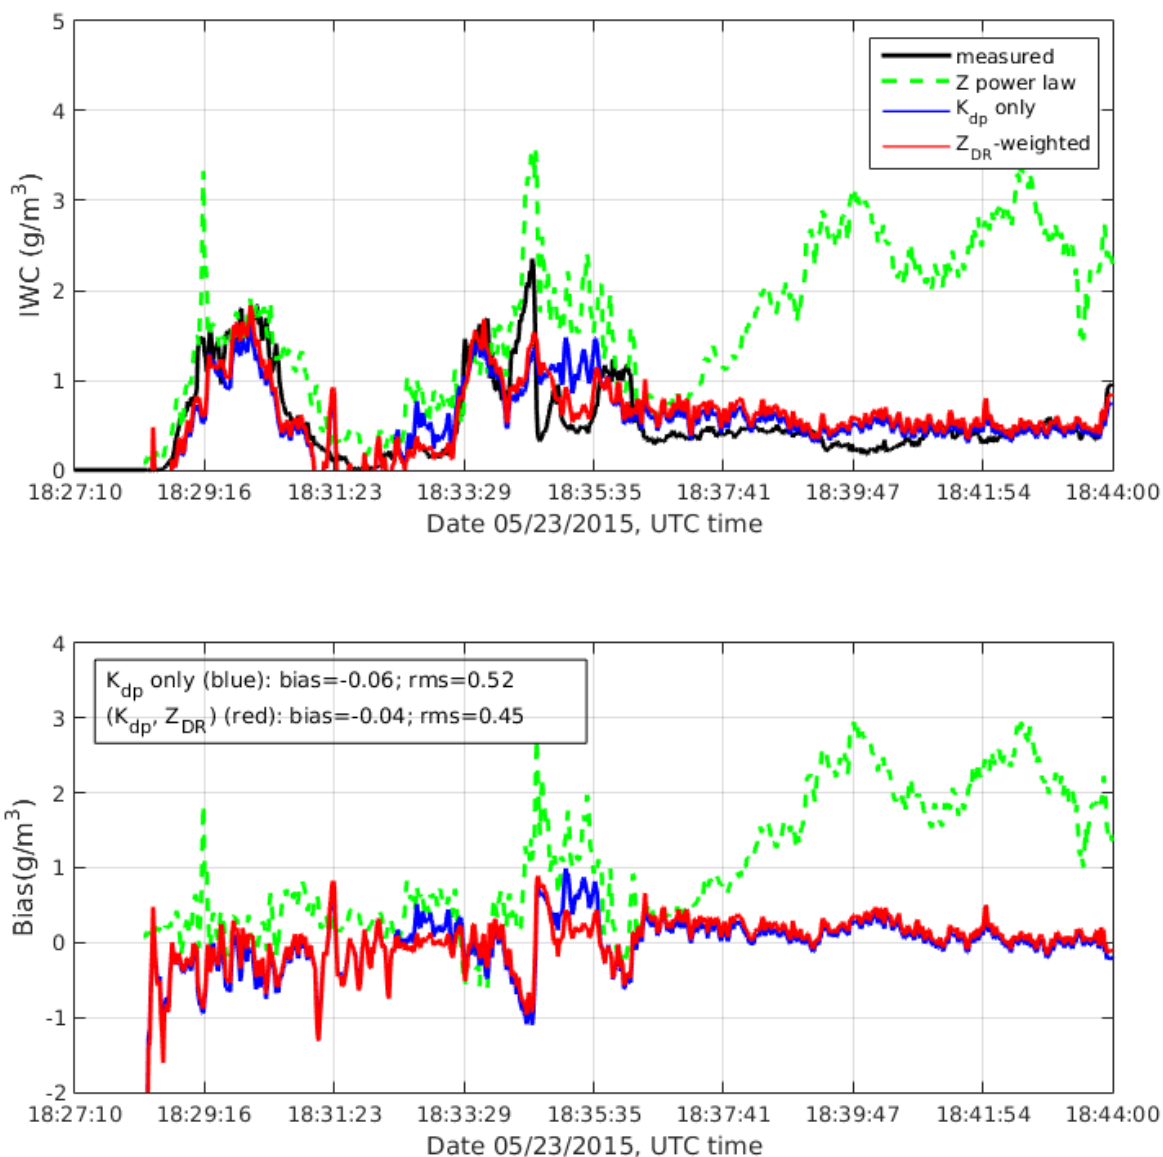 5
4
3
2
1
0
IWC (g/m³)
measured
Z power law
K_dp only
Z_DR-weighted
18:27:10 18:29:16 18:31:23 18:33:29 18:35:35 18:37:41 18:39:47 18:41:54 18:44:00
Date 05/23/2015, UTC time
4
3
2
1
0
-1
-2
Bias(g/m³)
K_dp only (blue): bias=-0.06; rms=0.52
(K_dp, Z_DR) (red): bias=-0.04; rms=0.45
18:27:10 18:29:16 18:31:23 18:33:29 18:35:35 18:37:41 18:39:47 18:41:54 18:44:00
Date 05/23/2015, UTC time